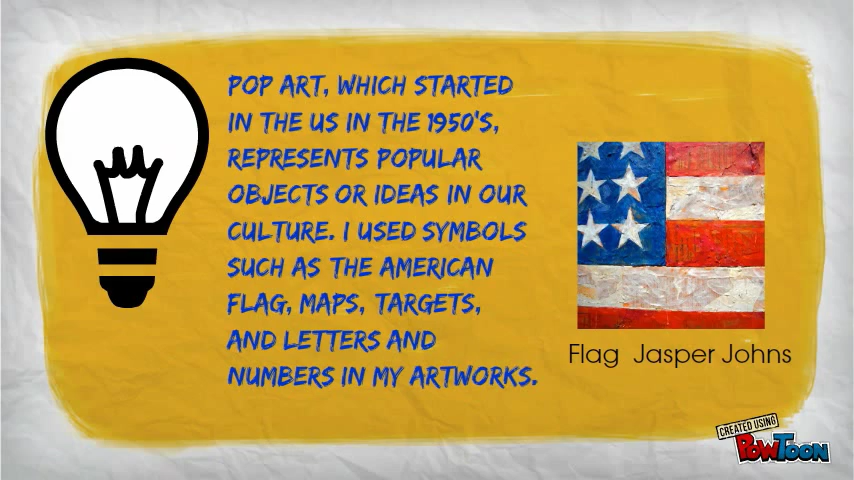 POP ART, WHICH STARTED
IN THE US IN THE 1950'S,
REPRESENTS POPULAR
OBJECTS OR IDEAS IN OUR
CULTURE. I USED SYMBOLS
SUCH AS THE AMERICAN
FLAG, MAPS, TARGETS,
AND LETTERS AND
NUMBERS IN MY ARTWORKS.
Flag Jasper Johns
CREATED USING
POWTOON